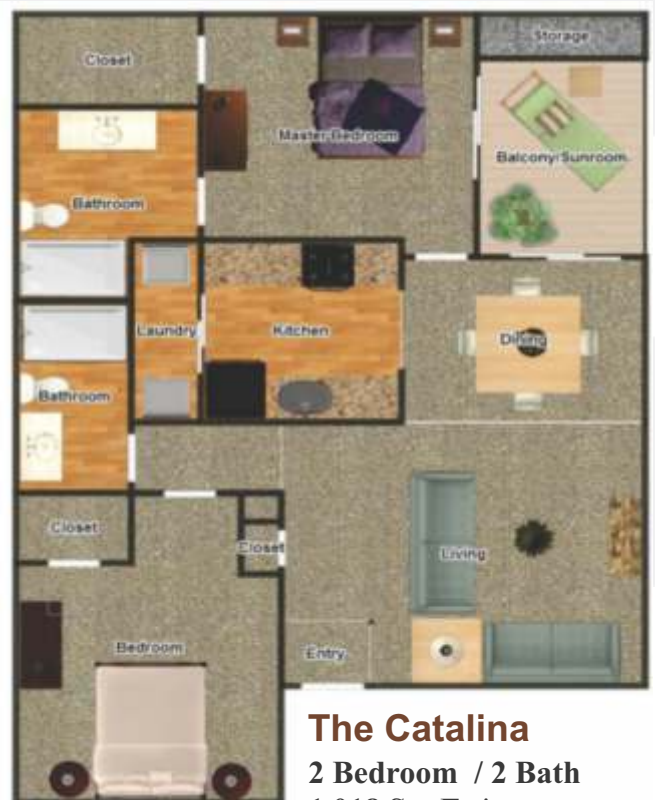 Closet
Storage
Master Bedroom
Balcony/Sunroom
Bathroom
Laundry
Kitchen
Dining
Bathroom
Closet
Closet
Living
Bedroom
Entry
The Catalina
2 Bedroom / 2 Bath